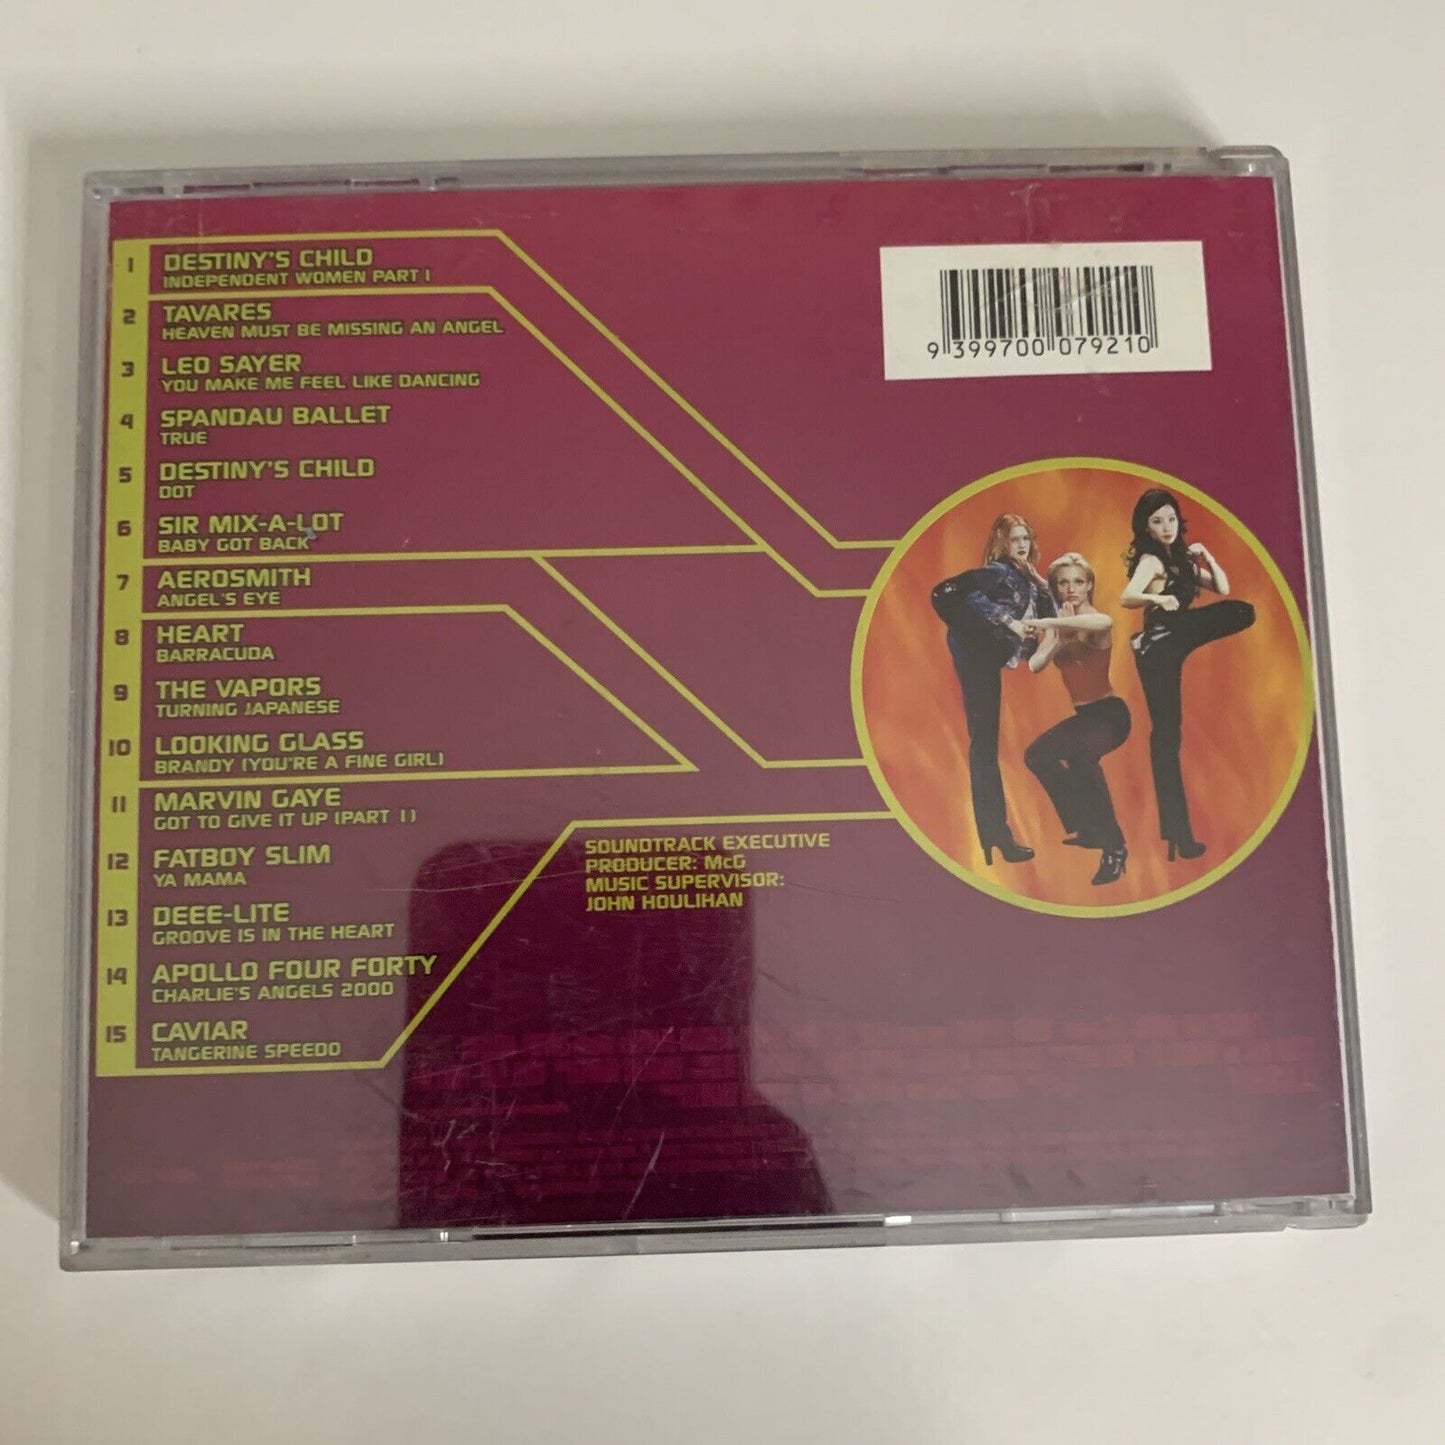 1 DESTINY'S CHILD
INDEPENDENT WOMEN PART I
2 TAVARES
HEAVEN MUST BE MISSING AN ANGEL
3 LEO SAYER
YOU MAKE ME FEEL LIKE DANCING
4 SPANDAU BALLET
TRUE
5 DESTINY'S CHILD
DOT
6 SIR MIX-A-LOT
BABY GOT BACK
7 AEROSMITH
ANGEL'S EYE
8 HEART
BARRACUDA
9 THE VAPORS
TURNING JAPANESE
10 LOOKING GLASS
BRANDY (YOU'RE A FINE GIRL)
11 MARVIN GAYE
GOT TO GIVE IT UP (PART 1)
12 FATBOY SLIM
YA MAMA
13 DEEE-LITE
GROOVE IS IN THE HEART
14 APOLLO FOUR FORTY
CHARLIE'S ANGELS 2000
15 CAVIAR
TANGERINE SPEEDO
SOUNDTRACK EXECUTIVE
PRODUCER: McG
MUSIC SUPERVISOR:
JOHN HOULIHAN
9 399700 079210